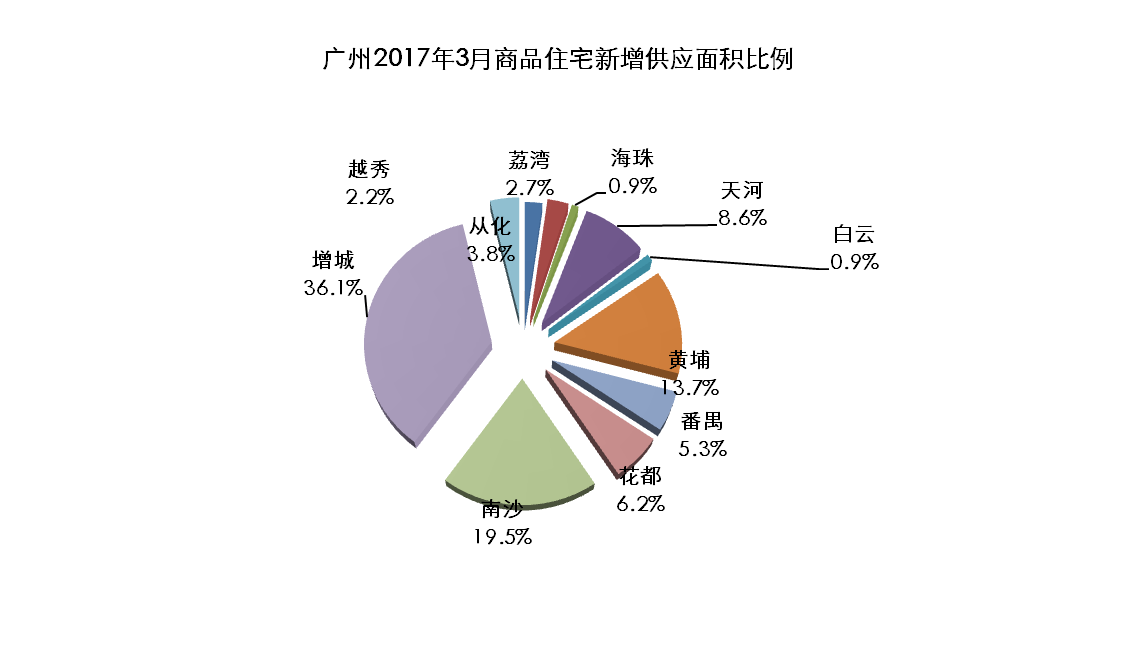 广州2017年3月商品住宅新增供应面积比例
越秀
2.2%
荔湾
2.7%
海珠
0.9%
天河
8.6%
白云
0.9%
黄埔
13.7%
番禺
5.3%
花都
6.2%
南沙
19.5%
增城
36.1%
从化
3.8%